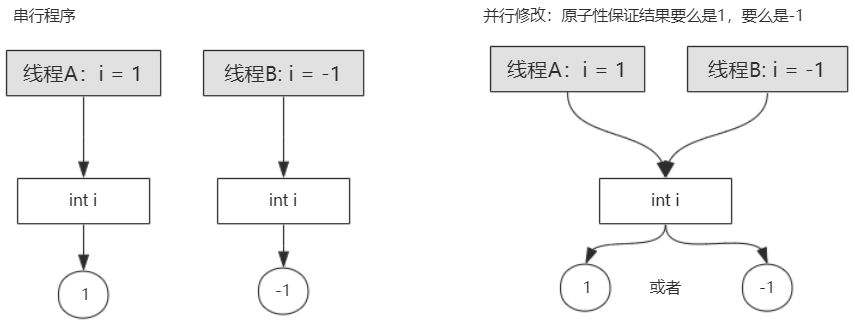 串行程序
并行修改：原子性保证结果要么是1，要么是-1
线程A：i = 1
线程B: i = -1
线程A：i = 1
线程B: i = -1
int i
int i
int i
1
-1
1
或者
-1